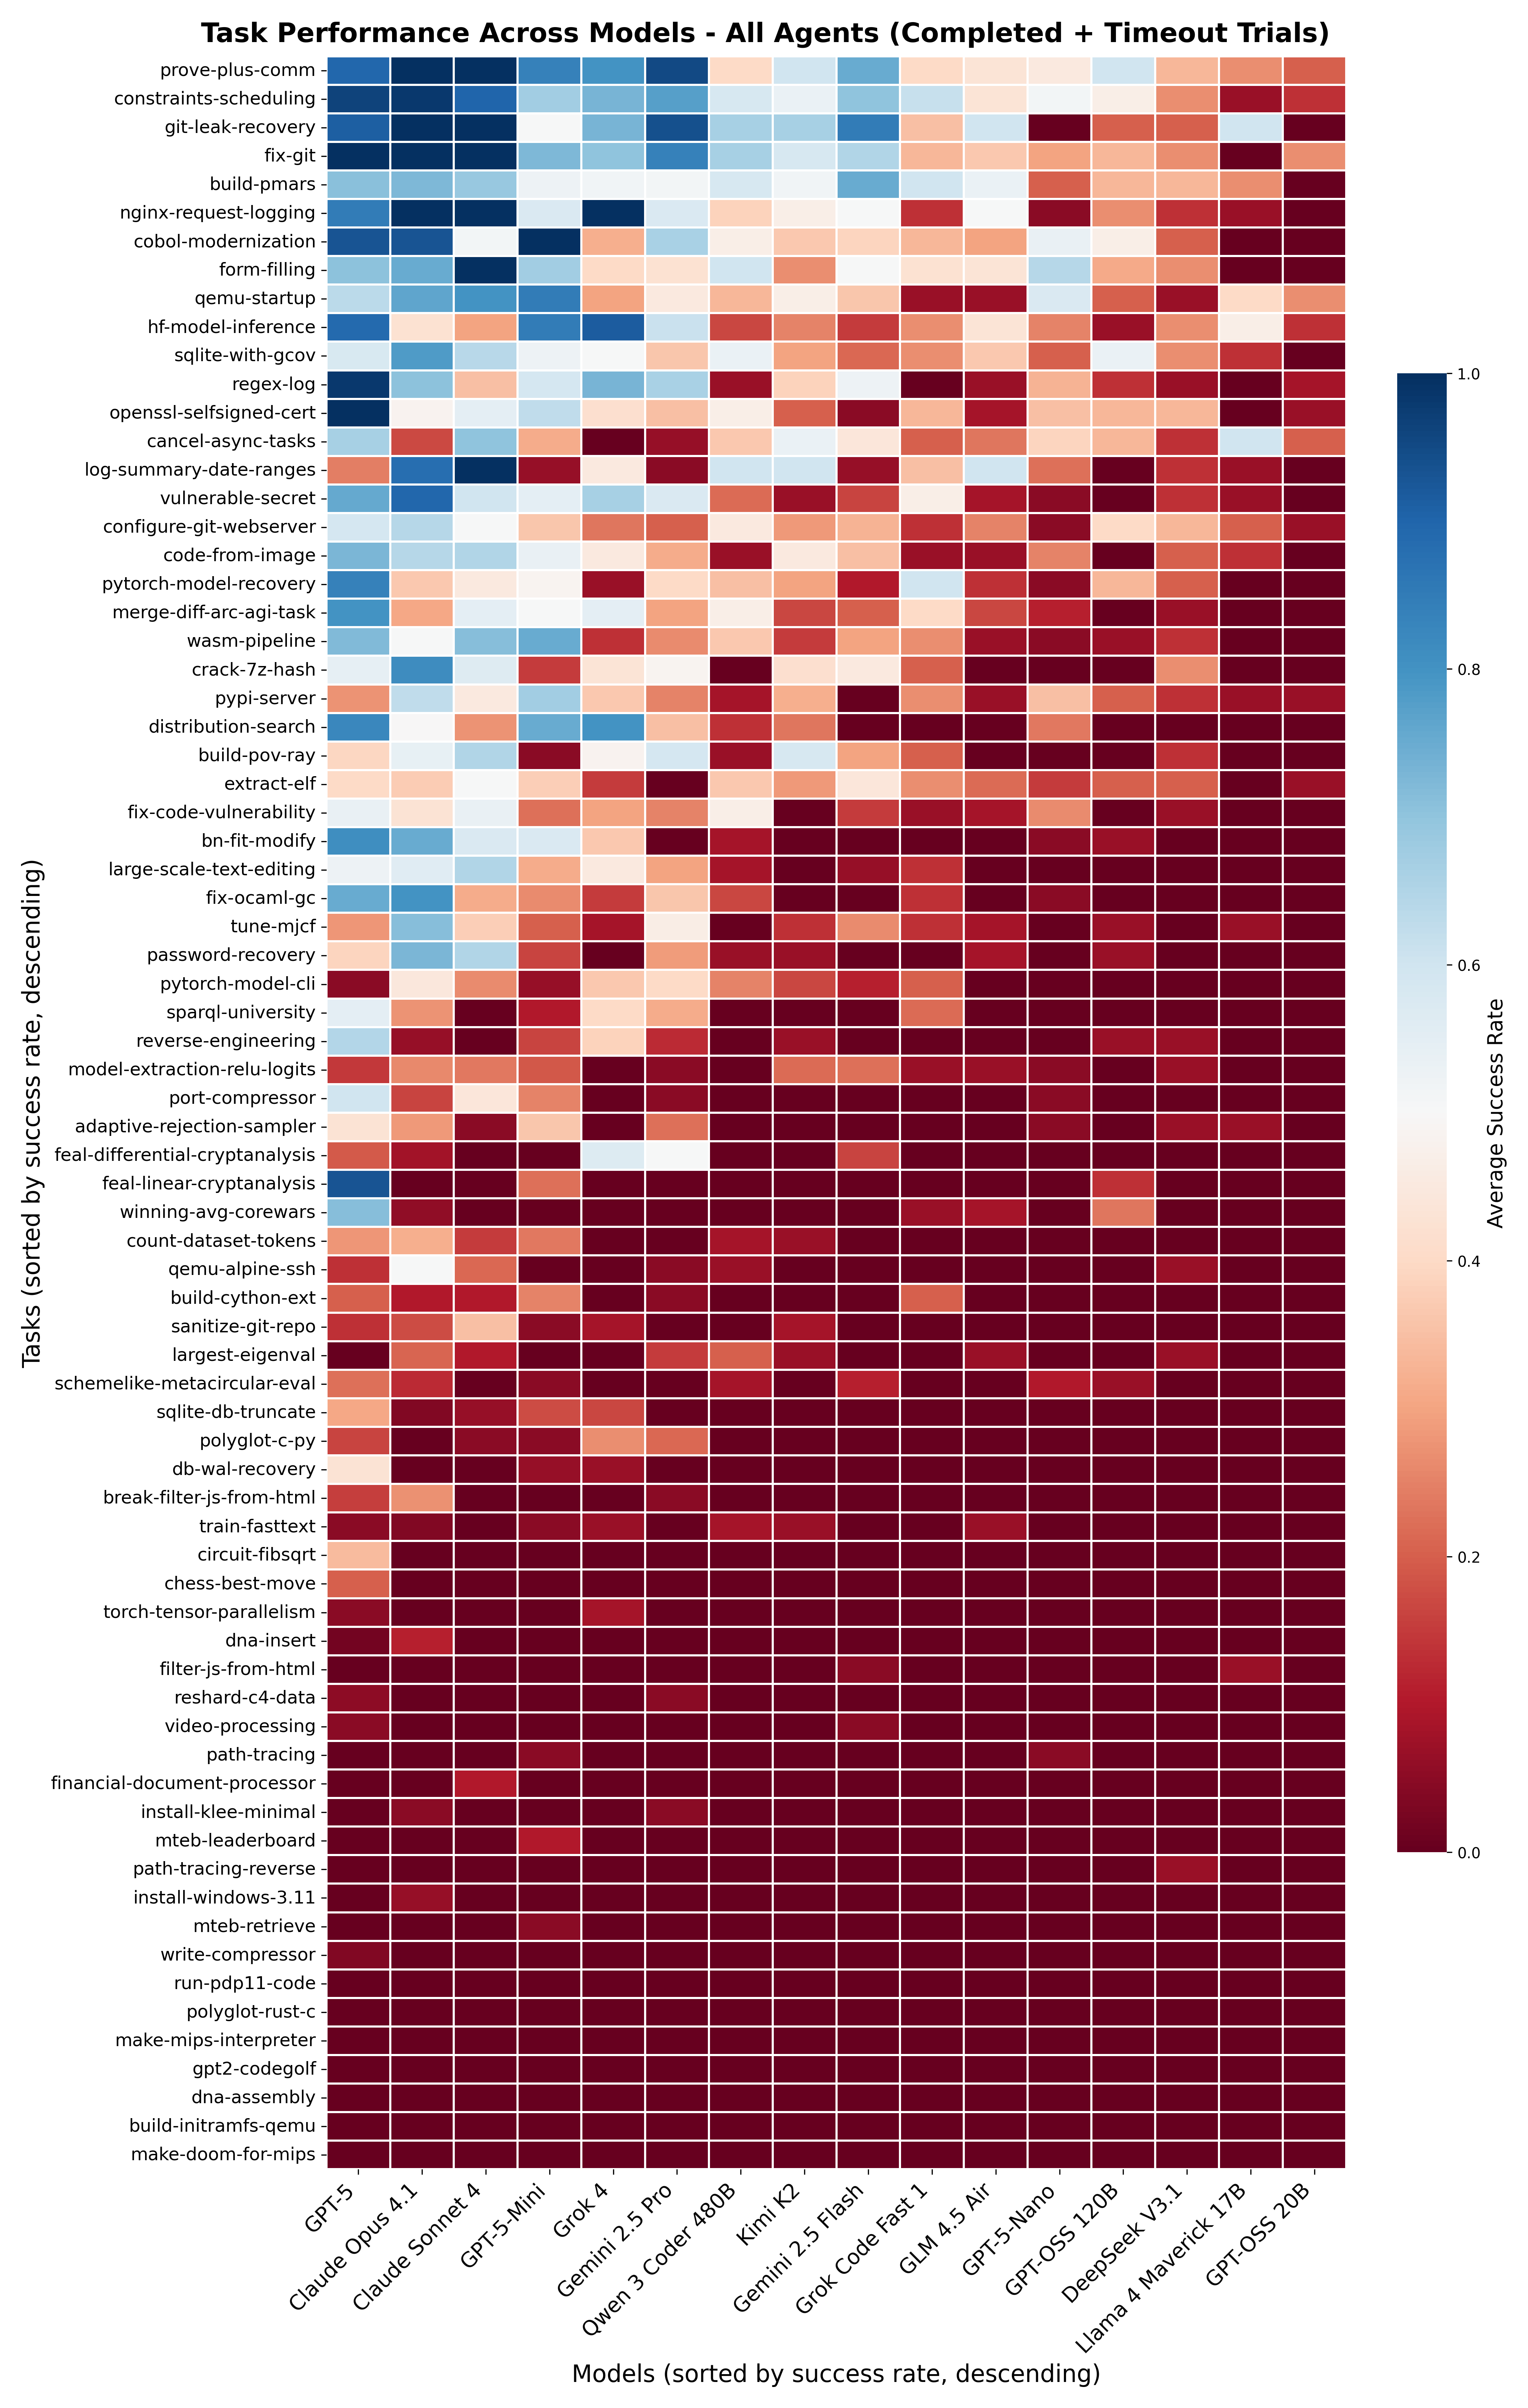 Task Performance Across Models - All Agents (Completed + Timeout Trials)
Tasks (sorted by success rate, descending)
prove-plus-comm
constraints-scheduling
git-leak-recovery
fix-git
build-pmars
nginx-request-logging
cobol-modernization
form-filling
qemu-startup
hf-model-inference
sqlite-with-gcov
regex-log
openssl-selfsigned-cert
cancel-async-tasks
log-summary-date-ranges
vulnerable-secret
configure-git-webserver
code-from-image
pytorch-model-recovery
merge-diff-arc-agi-task
wasm-pipeline
crack-7z-hash
pypi-server
distribution-search
build-pov-ray
extract-elf
fix-code-vulnerability
bn-fit-modify
large-scale-text-editing
fix-ocaml-gc
tune-mjcf
password-recovery
pytorch-model-cli
sparql-university
reverse-engineering
model-extraction-relu-logits
port-compressor
adaptive-rejection-sampler
feal-differential-cryptanalysis
feal-linear-cryptanalysis
winning-avg-corewars
count-dataset-tokens
qemu-alpine-ssh
build-cython-ext
sanitize-git-repo
largest-eigenval
schemelike-metacircular-eval
sqlite-db-truncate
polyglot-c-py
db-wal-recovery
break-filter-js-from-html
train-fasttext
circuit-fibsqrt
chess-best-move
torch-tensor-parallelism
dna-insert
filter-js-from-html
reshard-c4-data
video-processing
path-tracing
financial-document-processor
install-klee-minimal
mteb-leaderboard
path-tracing-reverse
install-windows-3.11
mteb-retrieve
write-compressor
run-pdp11-code
polyglot-rust-c
make-mips-interpreter
gpt2-codegolf
dna-assembly
build-initramfs-qemu
make-doom-for-mips
GPT-5
Claude Opus 4.1
Claude Sonnet 4
GPT-5-Mini
Grok 4
Gemini 2.5 Pro
Qwen 3 Coder 480B
Kimi K2
Gemini 2.5 Flash
Grok Code Fast 1
GLM 4.5 Air
GPT-5-Nano
GPT-OSS 120B
DeepSeek V3.1
Llama 4 Maverick 17B
GPT-OSS 20B
Models (sorted by success rate, descending)
1.0
0.8
0.6
0.4
0.2
0.0
Average Success Rate